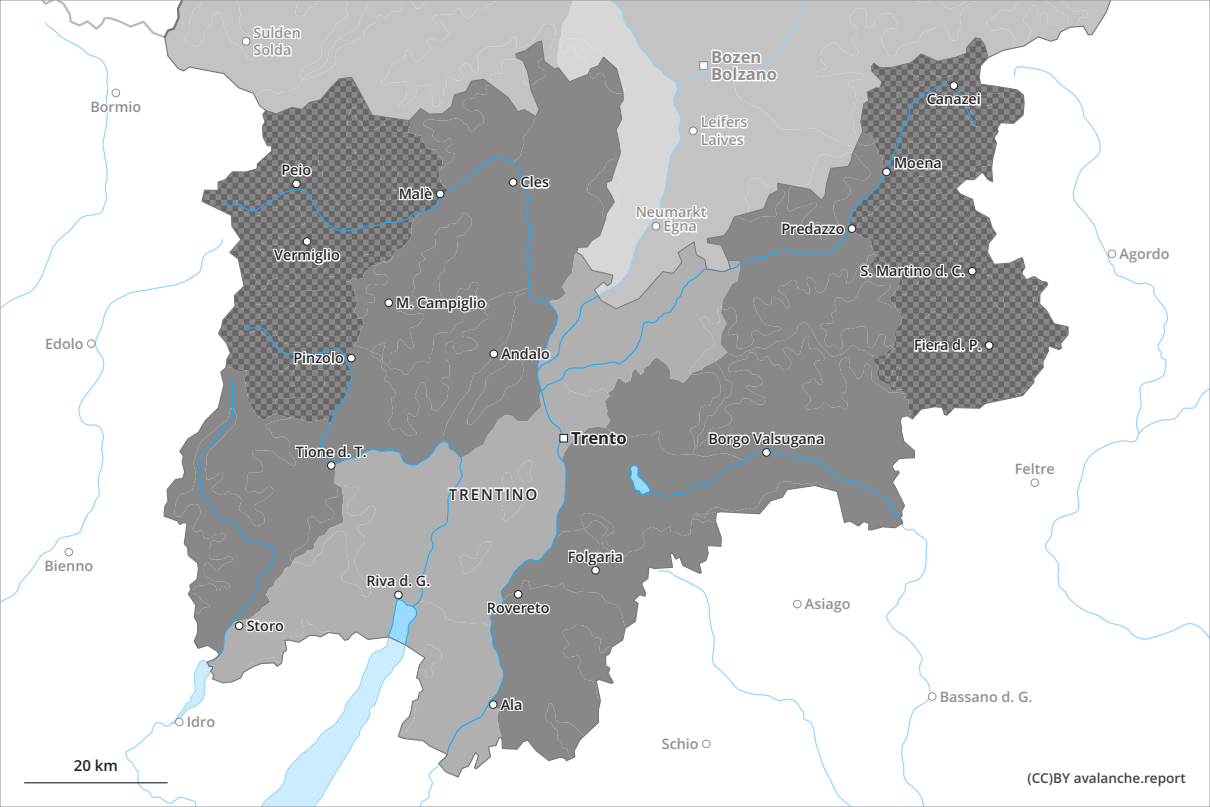 Sulden
Solda
Bozen
Bolzano
Bormio
Canazei
Leifers
Laives
Moena
Peio
Malè
Cles
Neumarkt
Egna
Predazzo
Vermiglio
Agordo
S. Martino d. C.
M. Campiglio
Edolo
Pinzolo
Andalo
Fiera d. P.
Trento
Borgo Valsugana
Tione d. T.
Feltre
TRENTINO
Folgaria
Bienno
Riva d. G.
Rovereto
Asiago
Storo
Bassano d. G.
Ala
Idro
Schio
20 km
(CC)BY avalanche.report